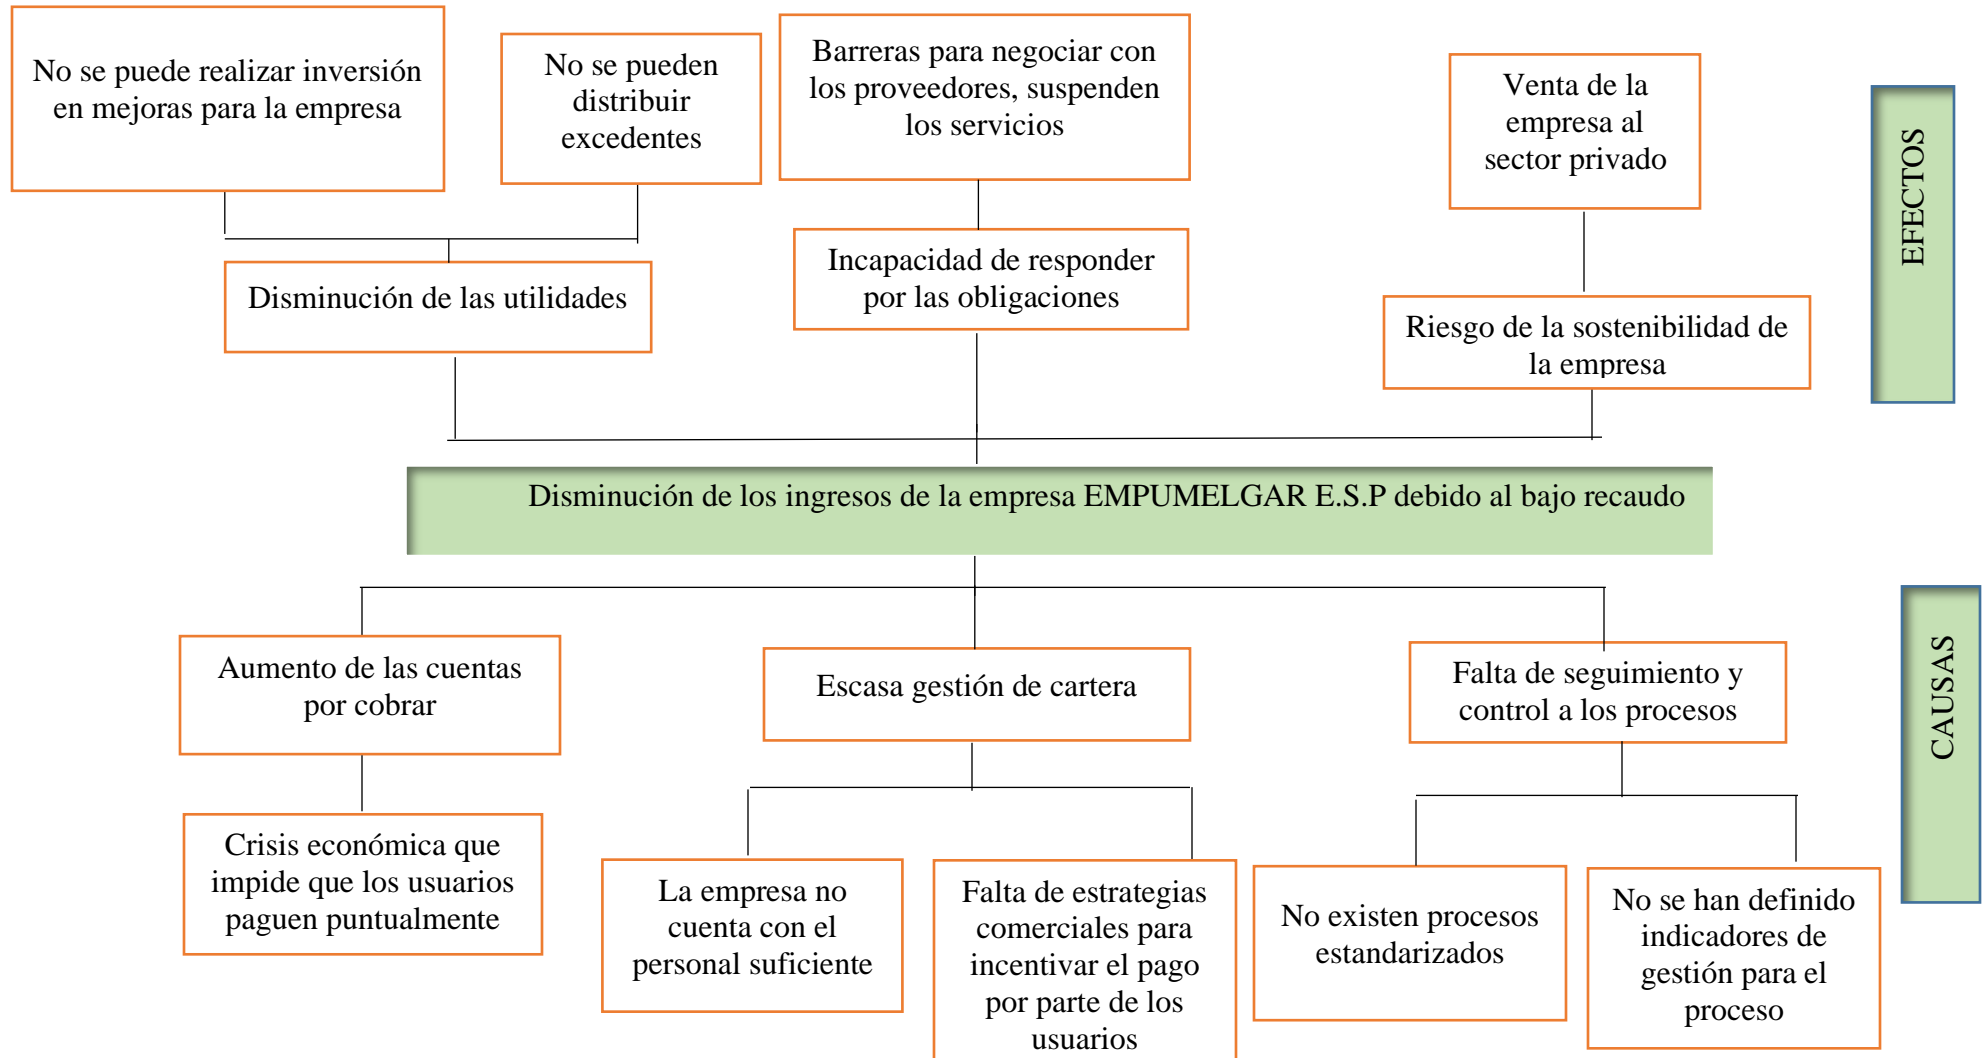 No se puede realizar inversión
en mejoras para la empresa
No se pueden
distribuir
excedentes
Barreras para negociar con
los proveedores, suspenden
los servicios
Venta de la
empresa al
sector privado
EFECTOS
Disminución de las utilidades
Incapacidad de responder
por las obligaciones
Riesgo de la sostenibilidad de
la empresa
Disminución de los ingresos de la empresa EMPUMELGAR E.S.P debido al bajo recaudo
Aumento de las cuentas
por cobrar
Escasa gestión de cartera
Falta de seguimiento y
control a los procesos
CAUSAS
Crisis económica que
impide que los usuarios
paguen puntualmente
La empresa no
cuenta con el
personal suficiente
Falta de estrategias
comerciales para
incentivar el pago
por parte de los
usuarios
No existen procesos
estandarizados
No se han definido
indicadores de
gestión para el
proceso